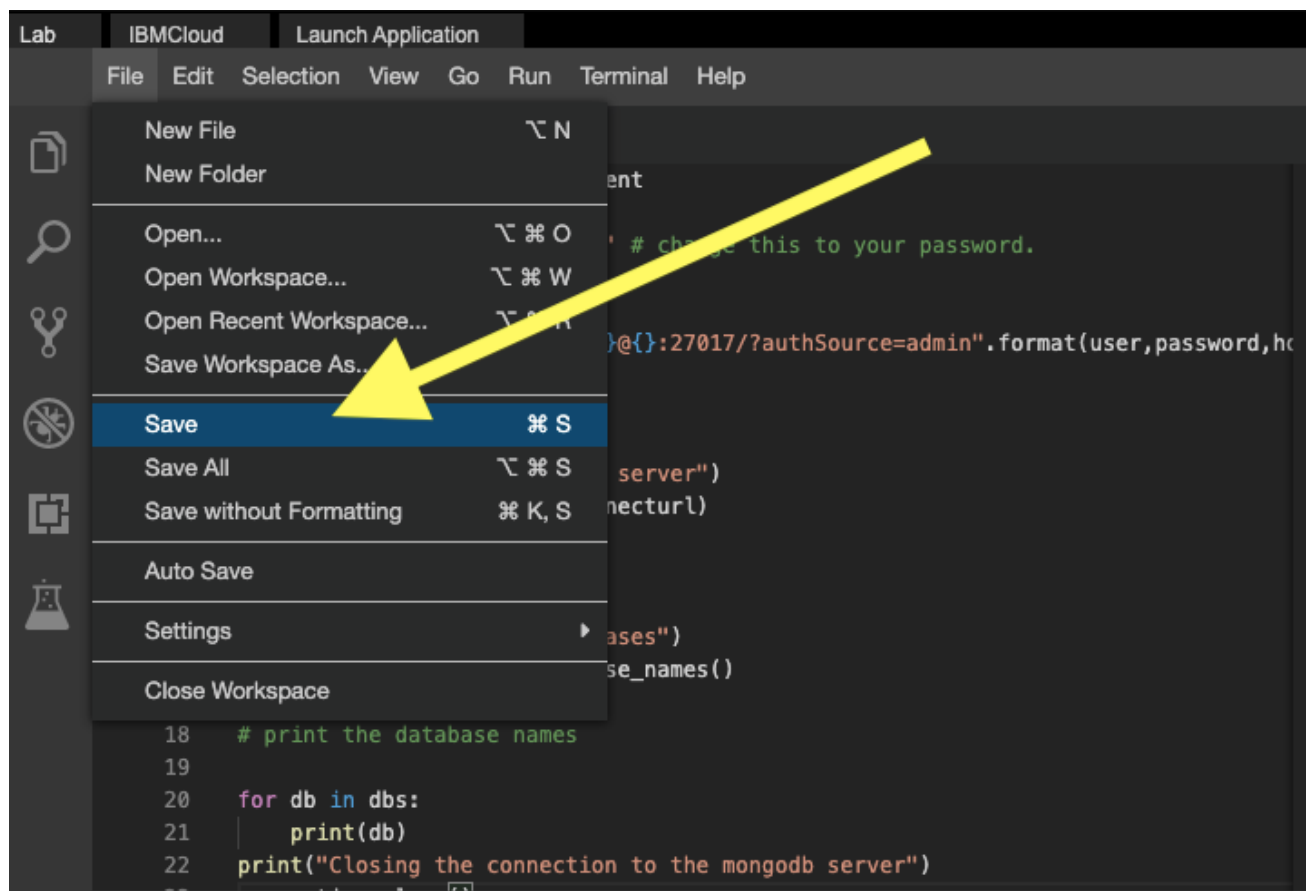 Lab IBMCloud Launch Application
File Edit Selection View Go Run Terminal Help
New File ⌥ N
New Folder
Open... ⌥ ⌘ O
Open Workspace... ⌥ ⌘ W
Open Recent Workspace...
Save Workspace As...
Save ⌘ S
Save All ⌥ ⌘ S
Save without Formatting ⌘ K, S
Auto Save
Settings
Close Workspace
ent
' # change this to your password.
}@{}:27017/?authSource=admin".format(user,password,ho
server")
necturl)
ases")
se_names()
18 # print the database names
19
20 for db in dbs:
21 print(db)
22 print("Closing the connection to the mongodb server")